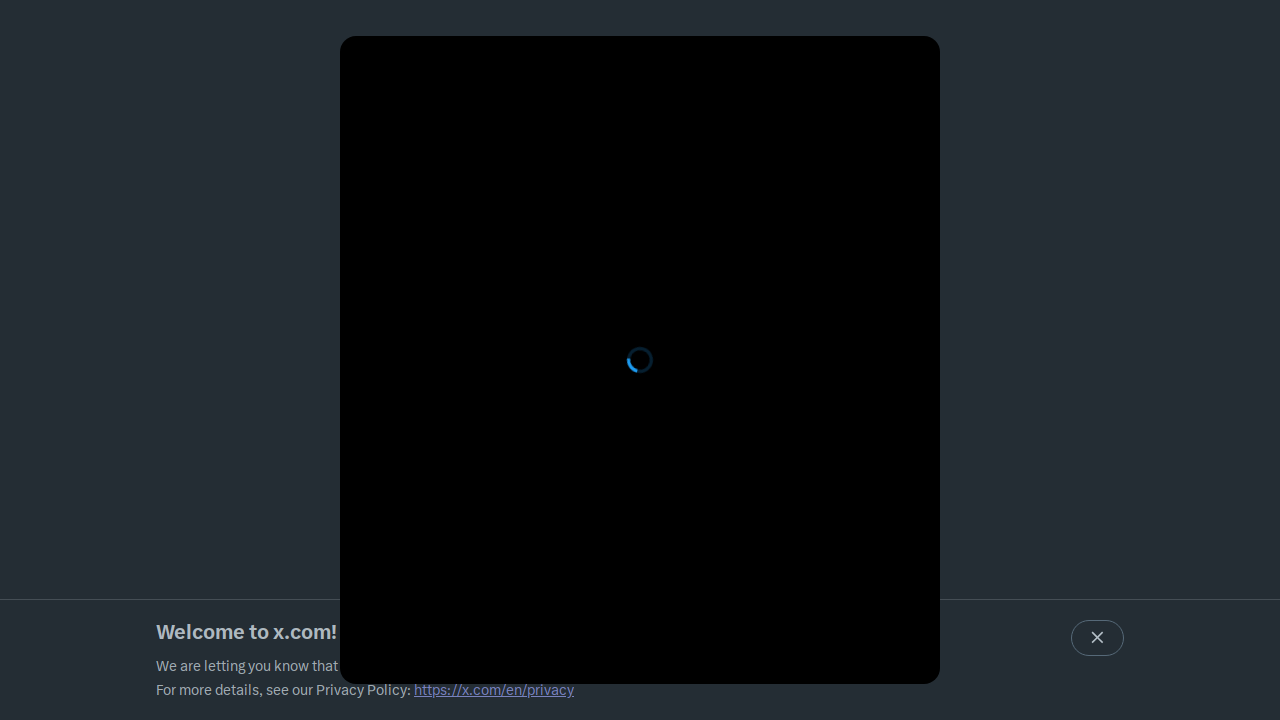 Welcome to x.com!
We are letting you know that
For more details, see our Privacy Policy: https://x.com/en/privacy